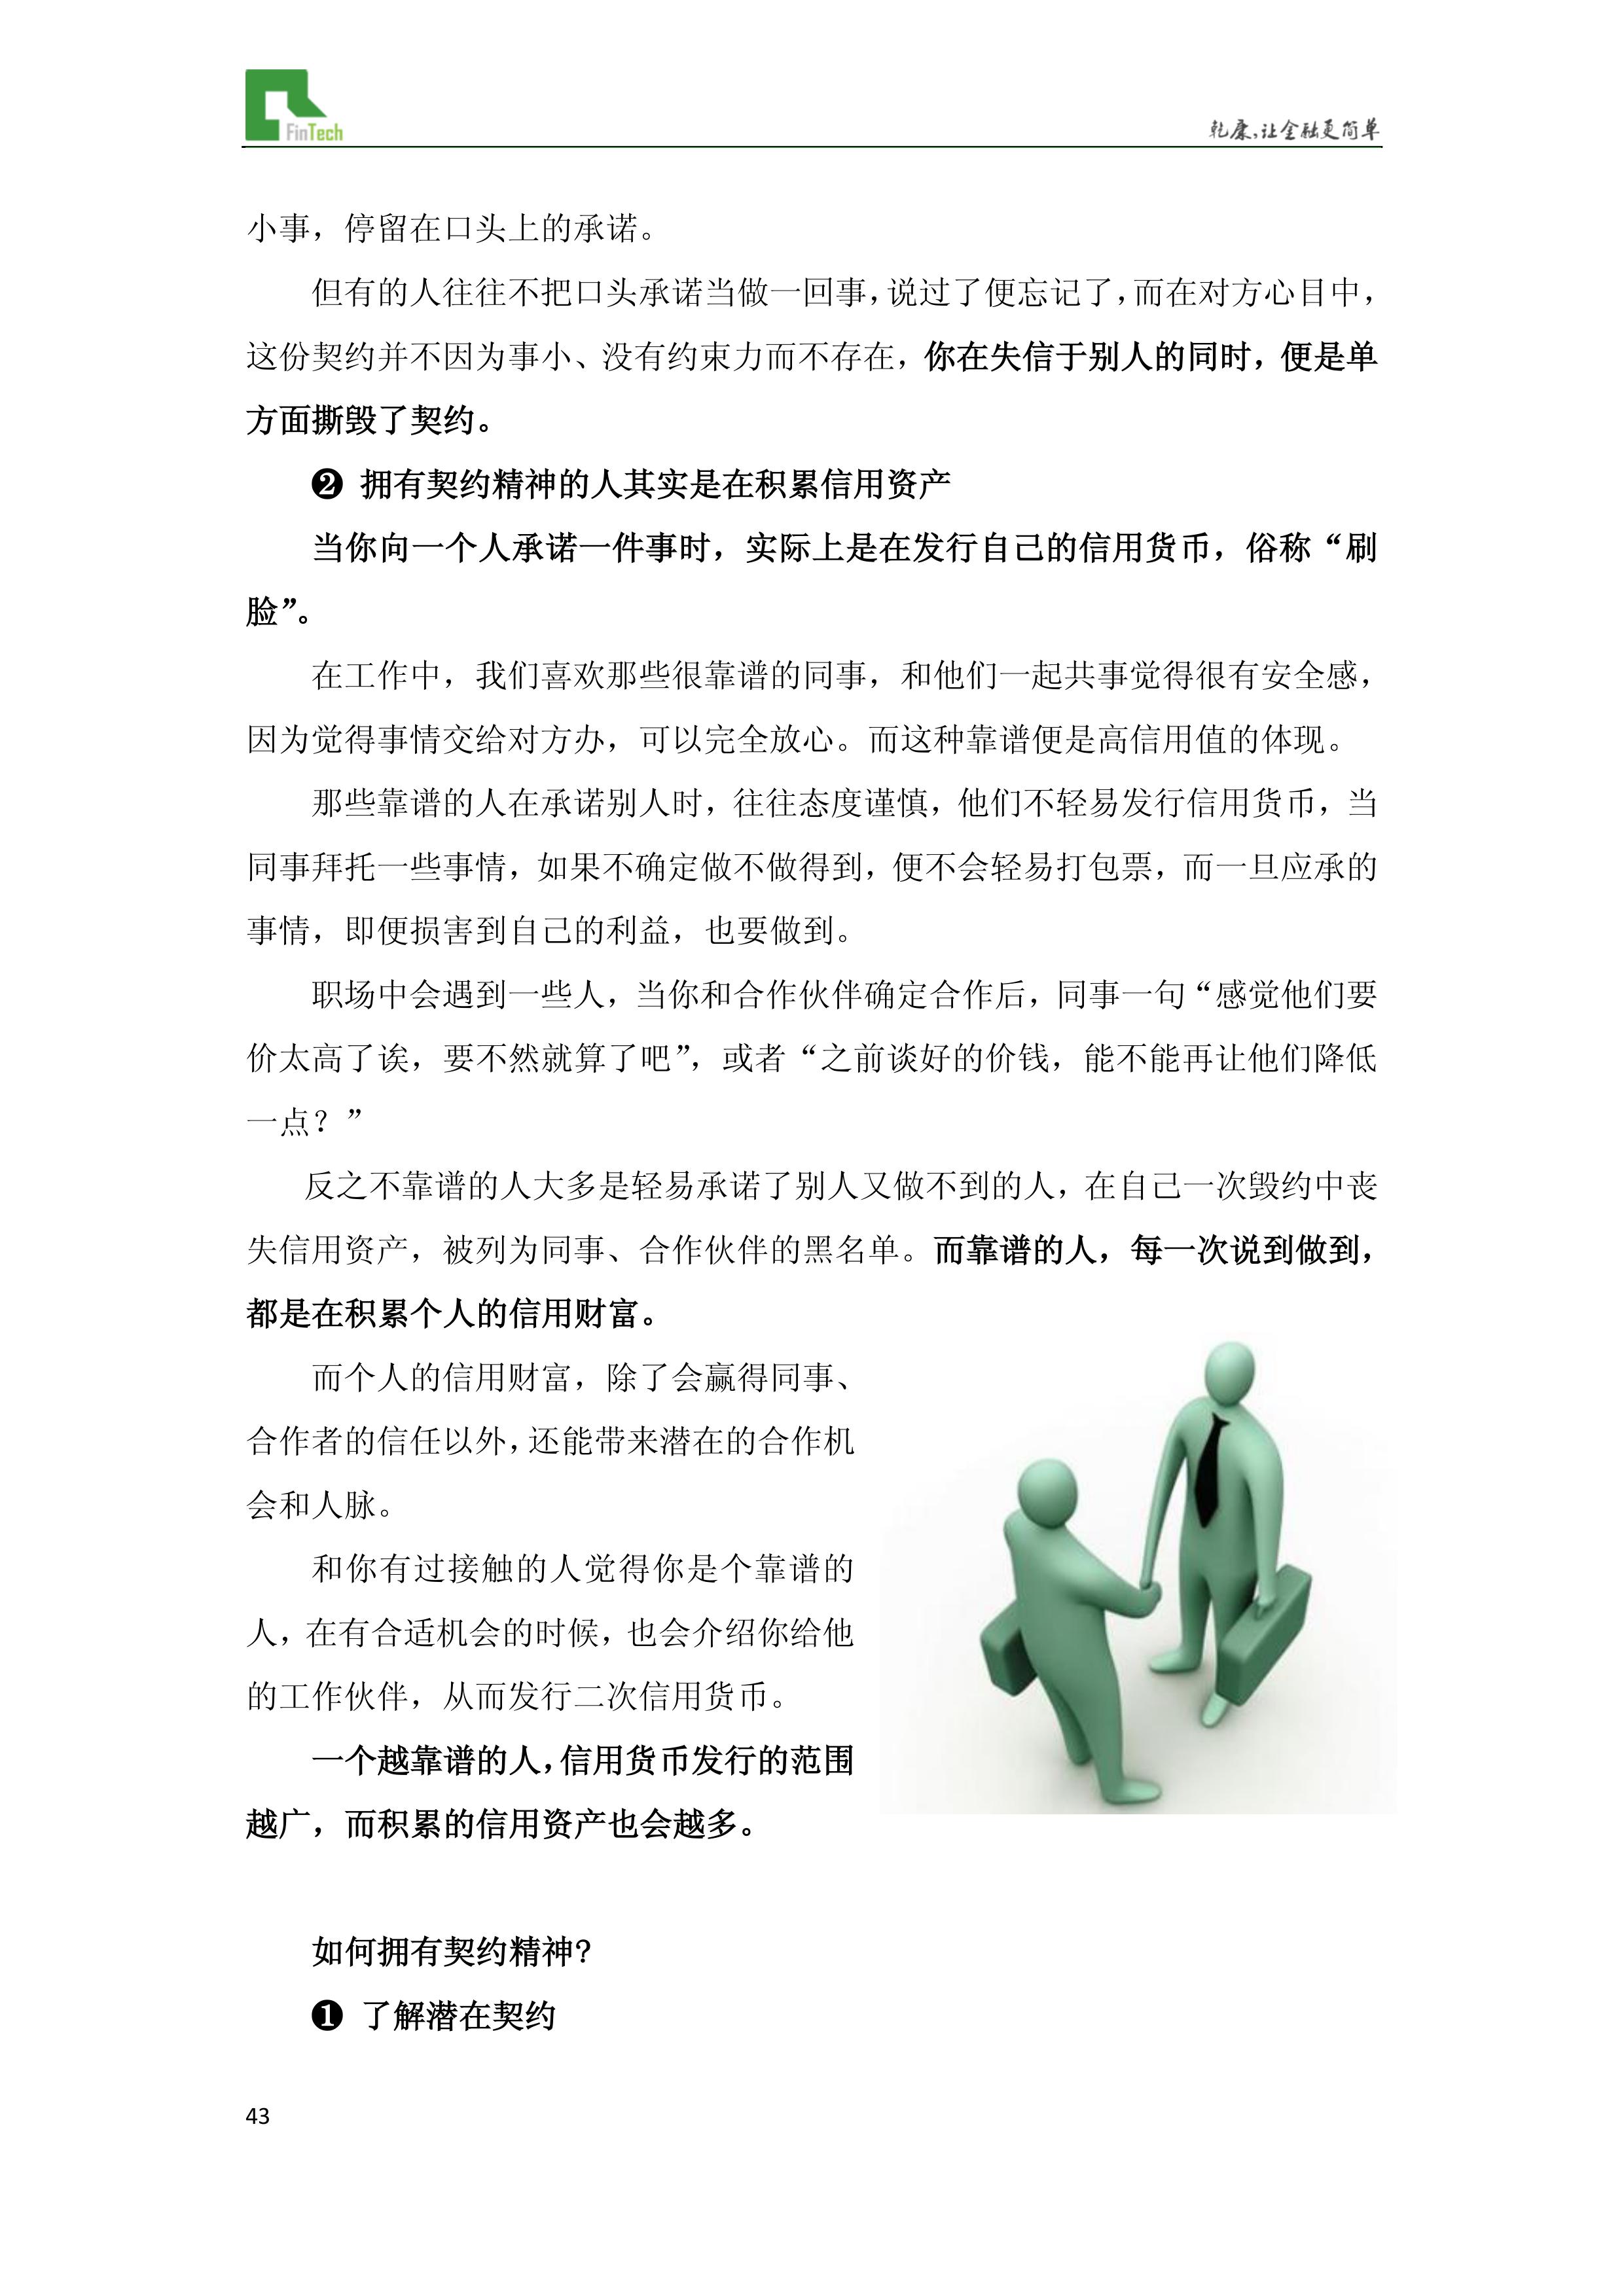 FinTech
乾康,让金融更简单
小事，停留在口头上的承诺。
但有的人往往不把口头承诺当做一回事，说过了便忘记了，而在对方心目中，
这份契约并不因为事小、没有约束力而不存在，你在失信于别人的同时，便是单
方面撕毁了契约。
❷ 拥有契约精神的人其实是在积累信用资产
当你向一个人承诺一件事时，实际上是在发行自己的信用货币，俗称“刷
脸”。
在工作中，我们喜欢那些很靠谱的同事，和他们一起共事觉得很有安全感，
因为觉得事情交给对方办，可以完全放心。而这种靠谱便是高信用值的体现。
那些靠谱的人在承诺别人时，往往态度谨慎，他们不轻易发行信用货币，当
同事拜托一些事情，如果不确定做不做得到，便不会轻易打包票，而一旦应承的
事情，即便损害到自己的利益，也要做到。
职场中会遇到一些人，当你和合作伙伴确定合作后，同事一句“感觉他们要
价太高了诶，要不然就算了吧”，或者“之前谈好的价钱，能不能再让他们降低
一点？”
反之不靠谱的人大多是轻易承诺了别人又做不到的人，在自己一次毁约中丧
失信用资产，被列为同事、合作伙伴的黑名单。而靠谱的人，每一次说到做到，
都是在积累个人的信用财富。
而个人的信用财富，除了会赢得同事、
合作者的信任以外，还能带来潜在的合作机
会和人脉。
和你有过接触的人觉得你是个靠谱的
人，在有合适机会的时候，也会介绍你给他
的工作伙伴，从而发行二次信用货币。
一个越靠谱的人，信用货币发行的范围
越广，而积累的信用资产也会越多。
如何拥有契约精神?
❶ 了解潜在契约
43